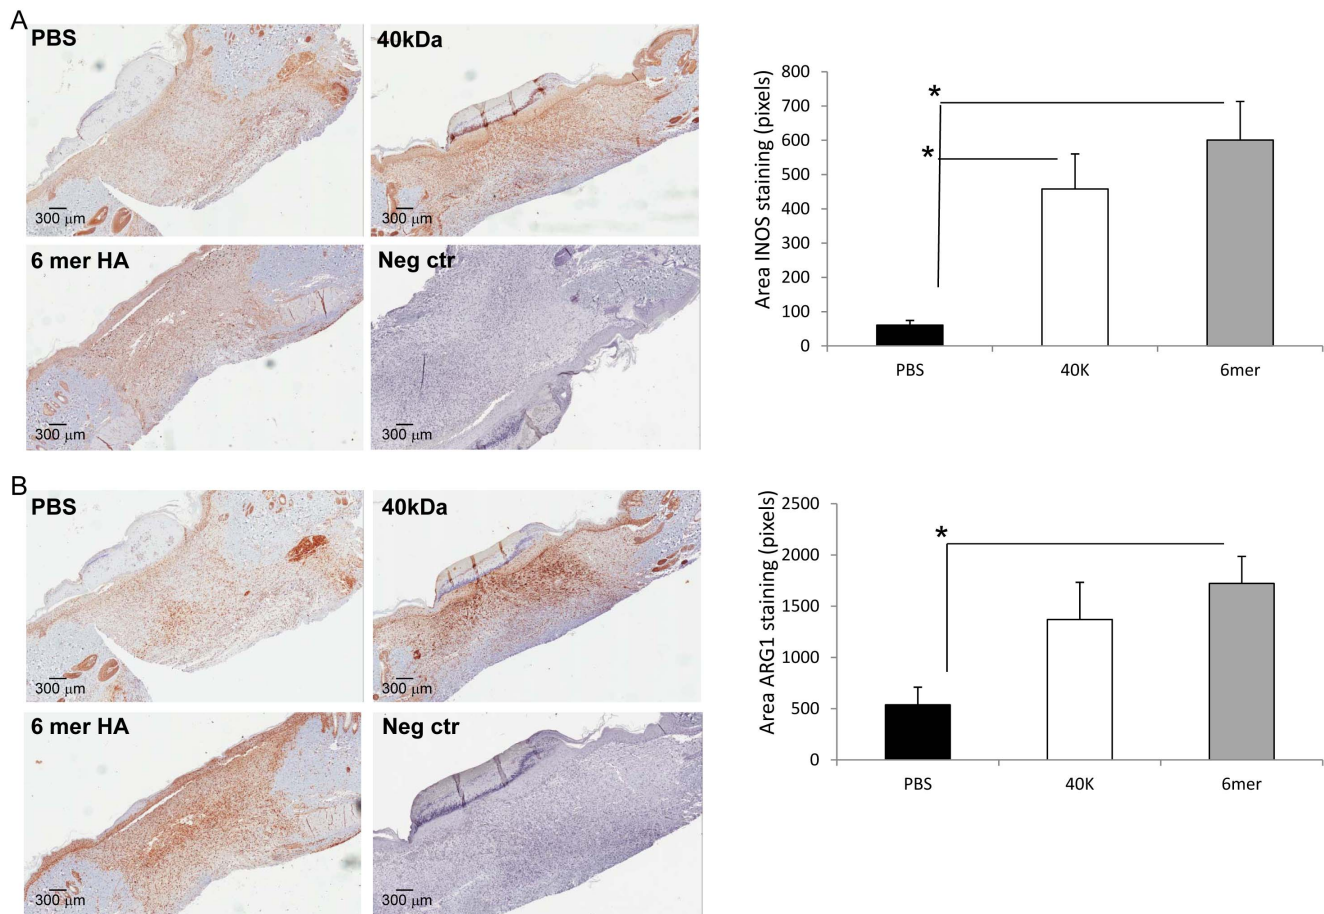 A
PBS
300 μm
40kDa
300 μm
6 mer HA
300 μm
Neg ctr
300 μm
Area INOS staining (pixels)
800
700
600
500
400
300
200
100
0
*
*
PBS
40K
6mer
B
PBS
300 μm
40kDa
300 μm
6 mer HA
300 μm
Neg ctr
300 μm
Area ARG1 staining (pixels)
2500
2000
1500
1000
500
0
*
PBS
40K
6mer